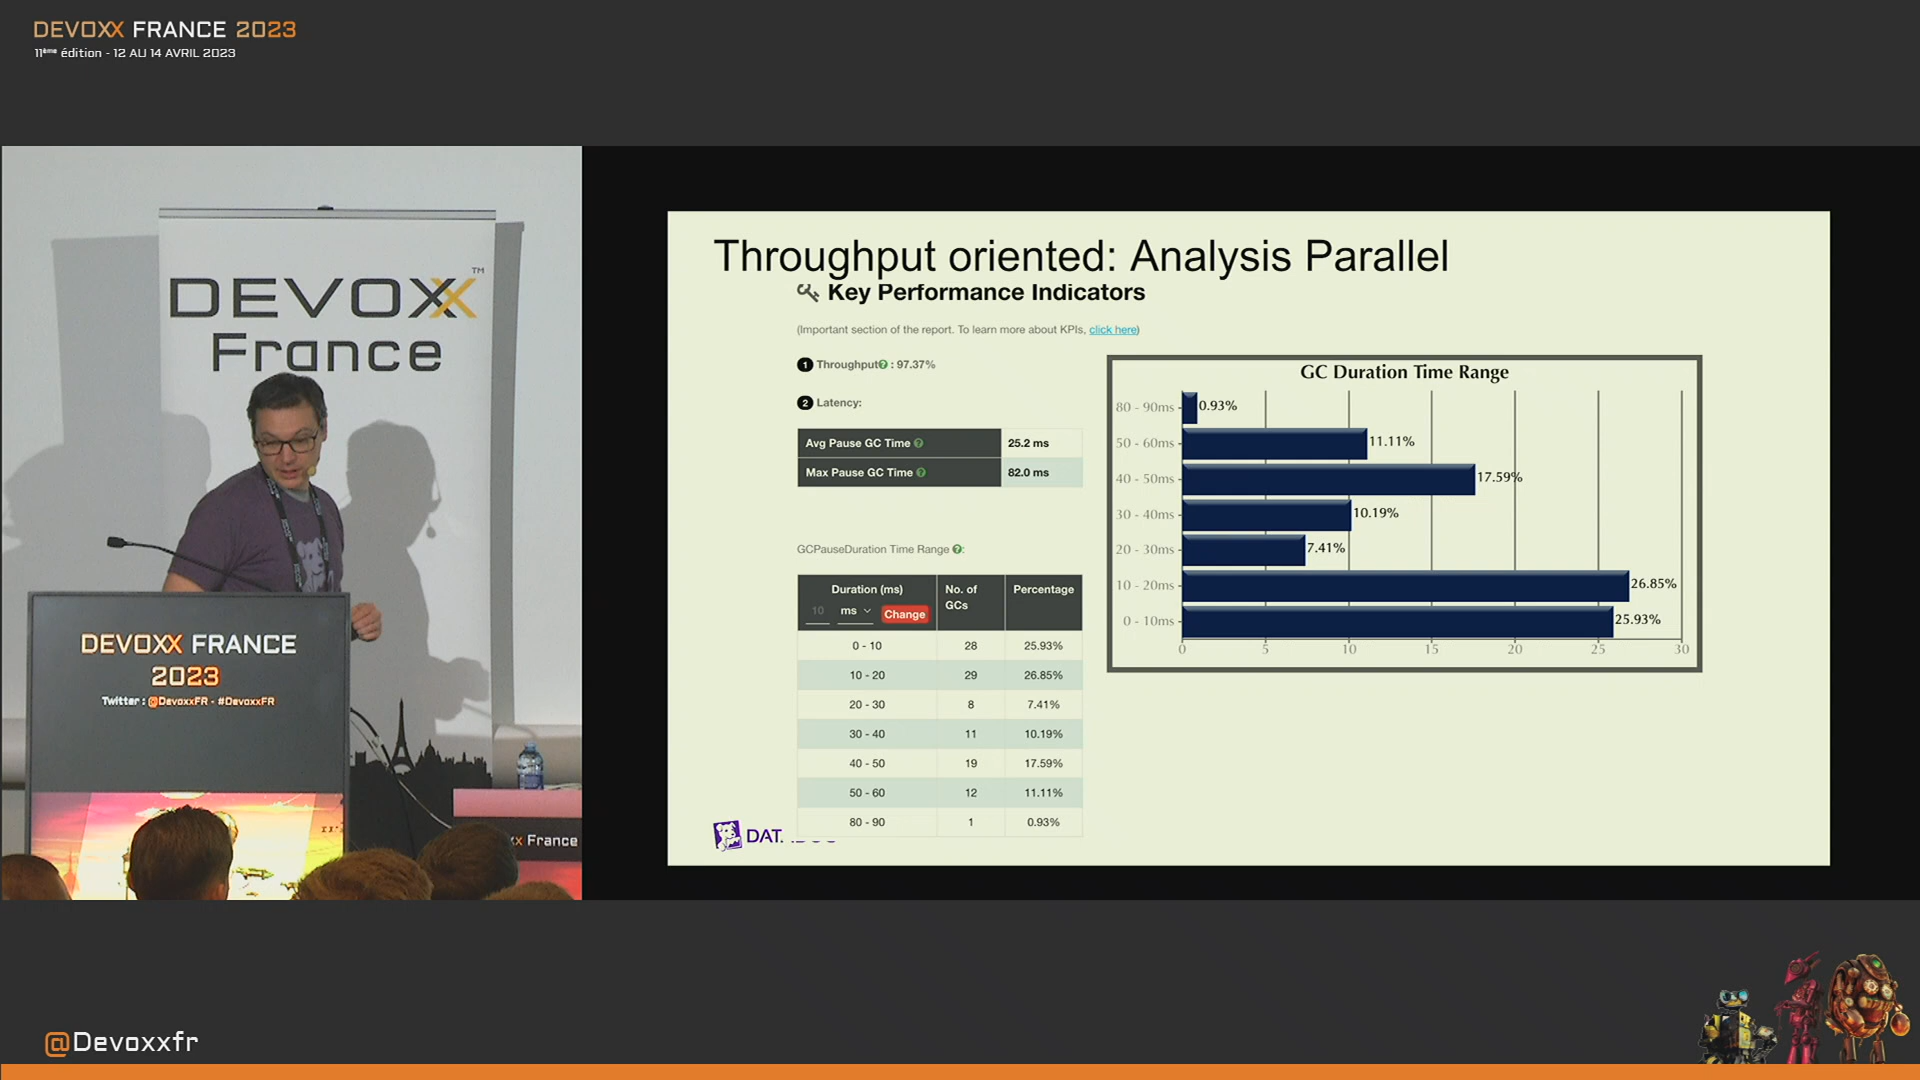 DEVOXX FRANCE 2023
11ème édition - 12 AU 14 AVRIL 2023
DEVOXX™
France
DEVOXX FRANCE
2023
Twitter : @DevoxxFR - #DevoxxFR
France
Throughput oriented: Analysis Parallel
Key Performance Indicators
(Important section of the report. To learn more about KPIs, click here)
1 Throughput : 97.37%
2 Latency:
Avg Pause GC Time 25.2 ms
Max Pause GC Time 82.0 ms
GCPauseDuration Time Range :
Duration (ms) No. of GCs Percentage
10 ms Change
0 - 10 28 25.93%
10 - 20 29 26.85%
20 - 30 8 7.41%
30 - 40 11 10.19%
40 - 50 19 17.59%
50 - 60 12 11.11%
80 - 90 1 0.93%
GC Duration Time Range
80 - 90ms 0.93%
50 - 60ms 11.11%
40 - 50ms 17.59%
30 - 40ms 10.19%
20 - 30ms 7.41%
10 - 20ms 26.85%
0 - 10ms 25.93%
0 5 10 15 20 25 30
@Devoxxfr